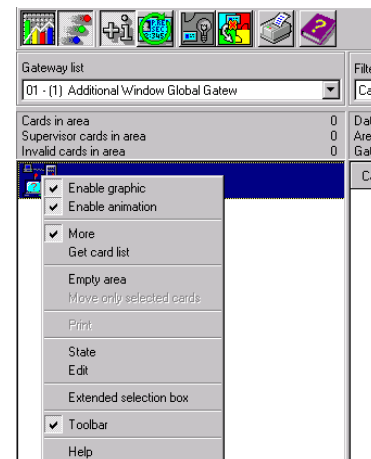 Gateway list
Filte
01 - (1) Additional Window Global Gatew
Ca
Cards in area 0
Supervisor cards in area 0
Invalid cards in area 0
Dat
Are
Gat
Ca
Enable graphic
Enable animation
More
Get card list
Empty area
Move only selected cards
Print
State
Edit
Extended selection box
Toolbar
Help